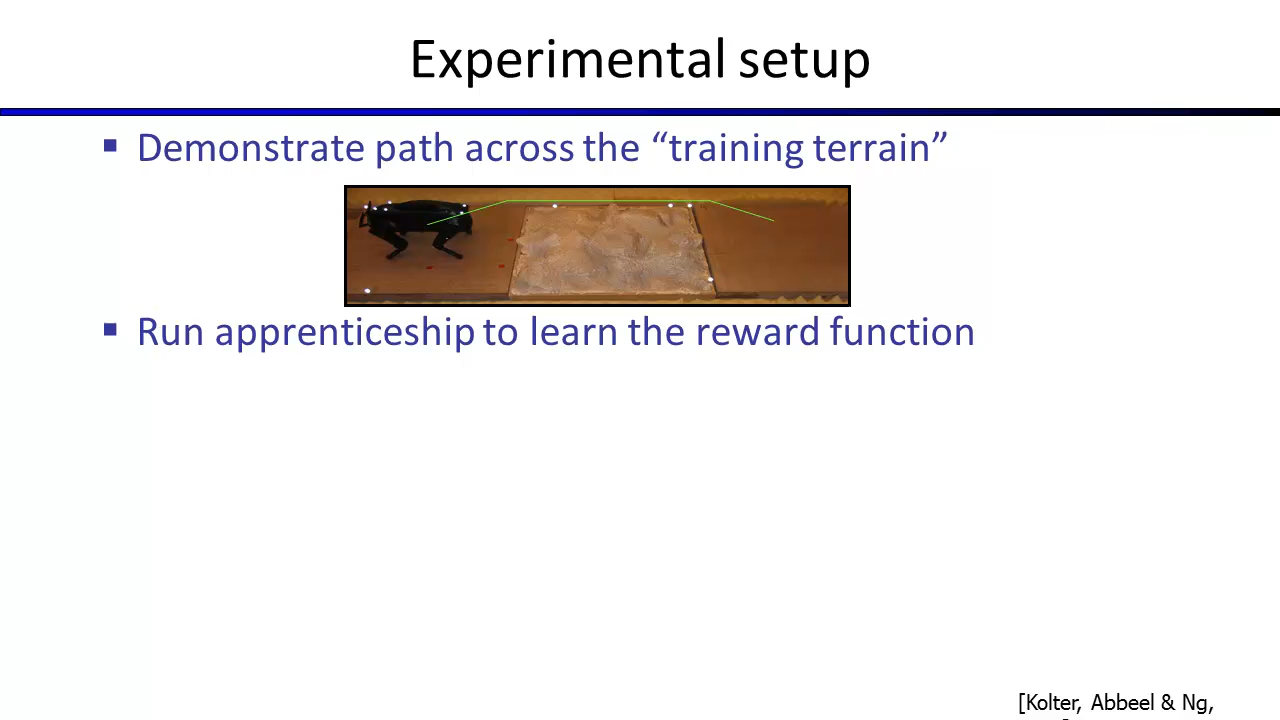 Experimental setup
▪ Demonstrate path across the “training terrain”
▪ Run apprenticeship to learn the reward function
[Kolter, Abbeel & Ng,